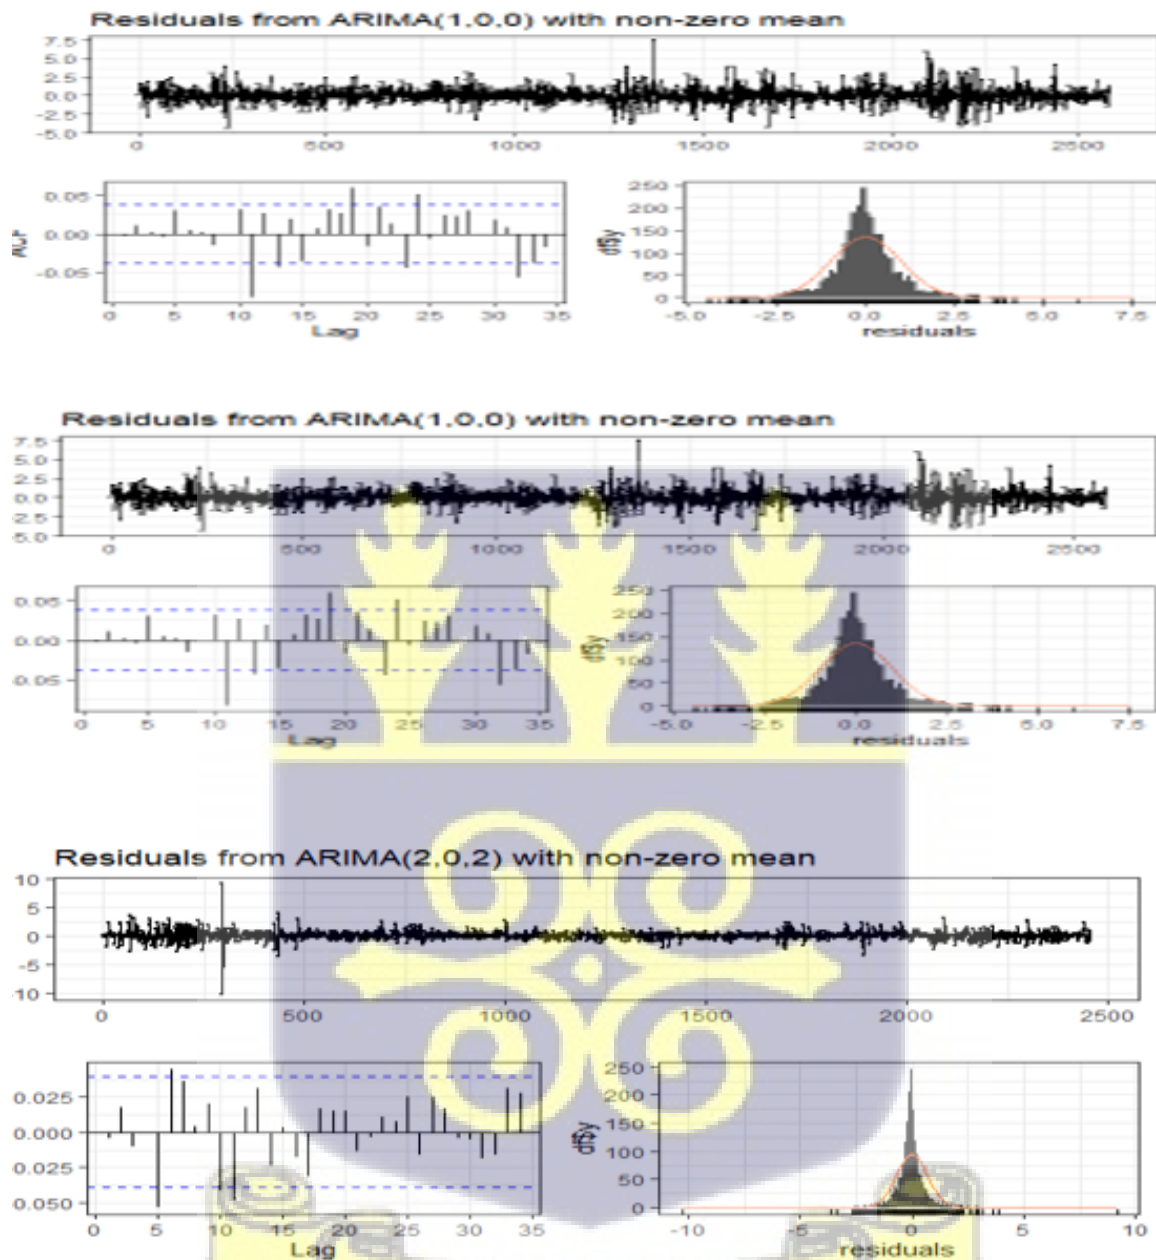 Residuals from ARIMA(1,0,0) with non-zero mean
7.5
5.0
2.5
0.0
-2.5
-5.0
0 500 1000 1500 2000 2500
0.05
0.00
-0.05
ACF
0 5 10 15 20 25 30 35
Lag
250
200
150
100
50
0
df$y
-5.0 -2.5 0.0 2.5 5.0 7.5
residuals
Residuals from ARIMA(1,0,0) with non-zero mean
7.5
5.0
2.5
0.0
2.5
5.0
0 500 1000 1500 2000 2500
0.05
0.00
0.05
0 5 10 15 20 25 30 35
Lag
250
200
150
100
50
0
df$y
-5.0 -2.5 0.0 2.5 5.0 7.5
residuals
Residuals from ARIMA(2,0,2) with non-zero mean
10
5
0
-5
-10
0 500 1000 1500 2000 2500
0.025
0.000
0.025
0.050
0 5 10 15 20 25 30 35
Lag
250
200
150
100
50
0
df$y
-10 -5 0 5 10
residuals